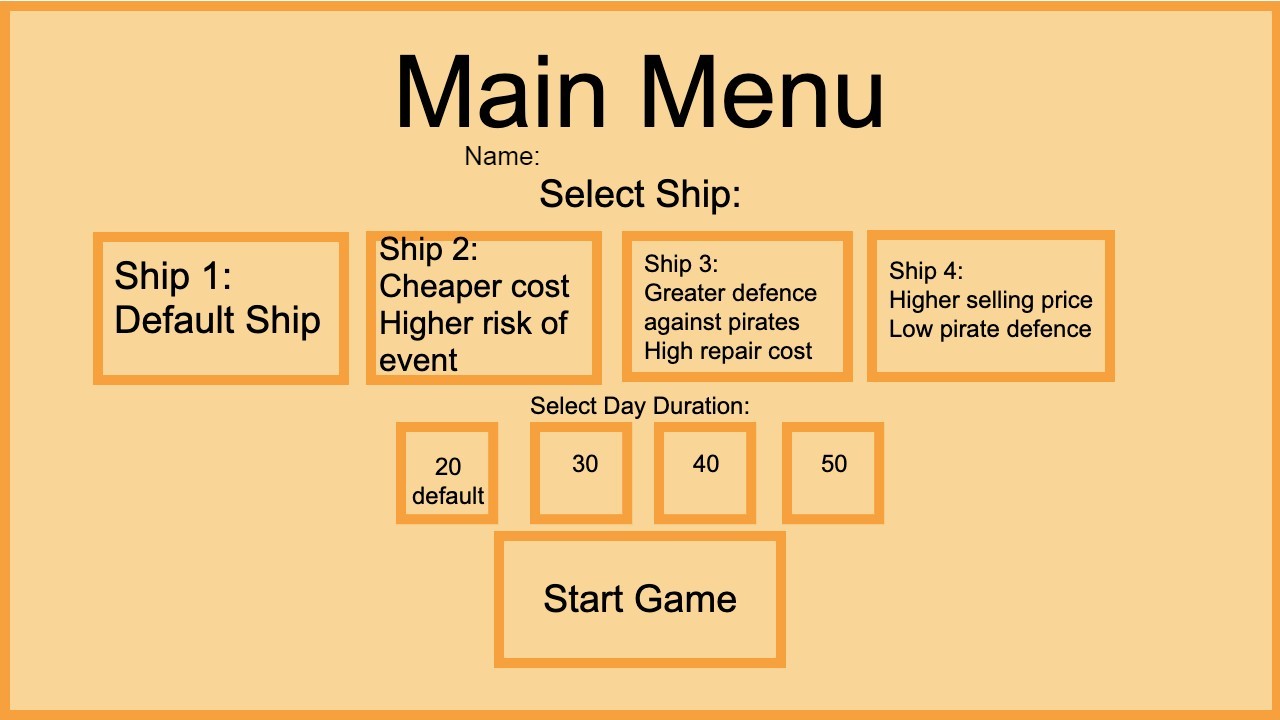 Main Menu
Name:
Select Ship:
Ship 1:
Default Ship
Ship 2:
Cheaper cost
Higher risk of
event
Ship 3:
Greater defence
against pirates
High repair cost
Ship 4:
Higher selling price
Low pirate defence
Select Day Duration:
20
default
30
40
50
Start Game